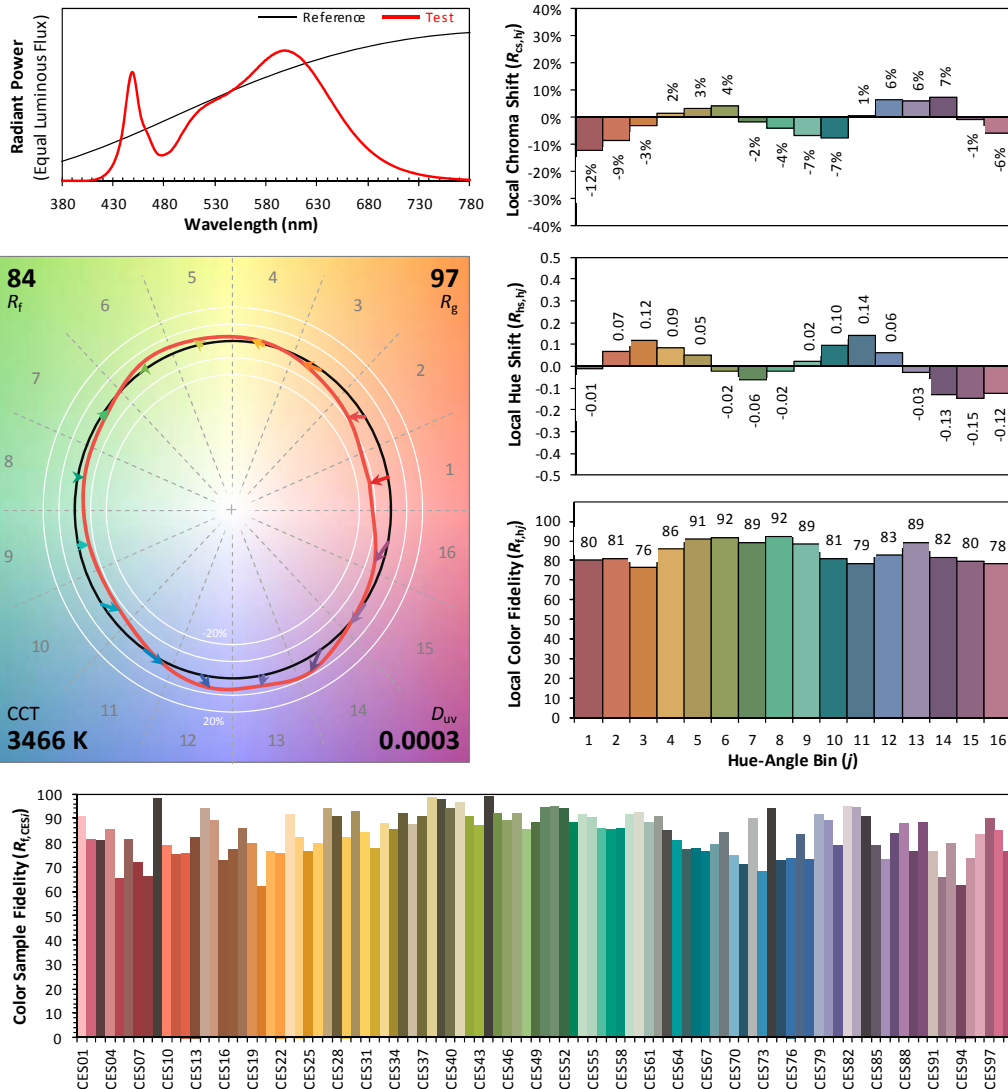 Reference
Test
Radiant Power
(Equal Luminous Flux)
380 430 480 530 580 630 680 730 780
Wavelength (nm)
Local Chroma Shift (Rcs,hj)
40%
30%
20%
10%
0%
-10%
-20%
-30%
-40%
-12% -9% -3% 2% 3% 4% -2% -4% -7% -7% 1% 6% 6% 7% -1% -6%
84
Rf
97
Rg
5 4
6 3
7 2
8 1
9 16
10 15
11 14
12 13
-20%
20%
CCT
3466 K
Duv
0.0003
Local Hue Shift (Rhs,hj)
0.5
0.4
0.3
0.2
0.1
0.0
-0.1
-0.2
-0.3
-0.4
-0.5
-0.01 0.07 0.12 0.09 0.05 -0.02 -0.06 -0.02 0.02 0.10 0.14 0.06 -0.03 -0.13 -0.15 -0.12
Local Color Fidelity (Rf,hj)
100
90
80
70
60
50
40
30
20
10
0
80 81 76 86 91 92 89 92 89 81 79 83 89 82 80 78
1 2 3 4 5 6 7 8 9 10 11 12 13 14 15 16
Hue-Angle Bin (j)
Color Sample Fidelity (Rf,CESi)
100
90
80
70
60
50
40
30
20
10
0
CES01 CES04 CES07 CES10 CES13 CES16 CES19 CES22 CES25 CES28 CES31 CES34 CES37 CES40 CES43 CES46 CES49 CES52 CES55 CES58 CES61 CES64 CES67 CES70 CES73 CES76 CES79 CES82 CES85 CES88 CES91 CES94 CES97